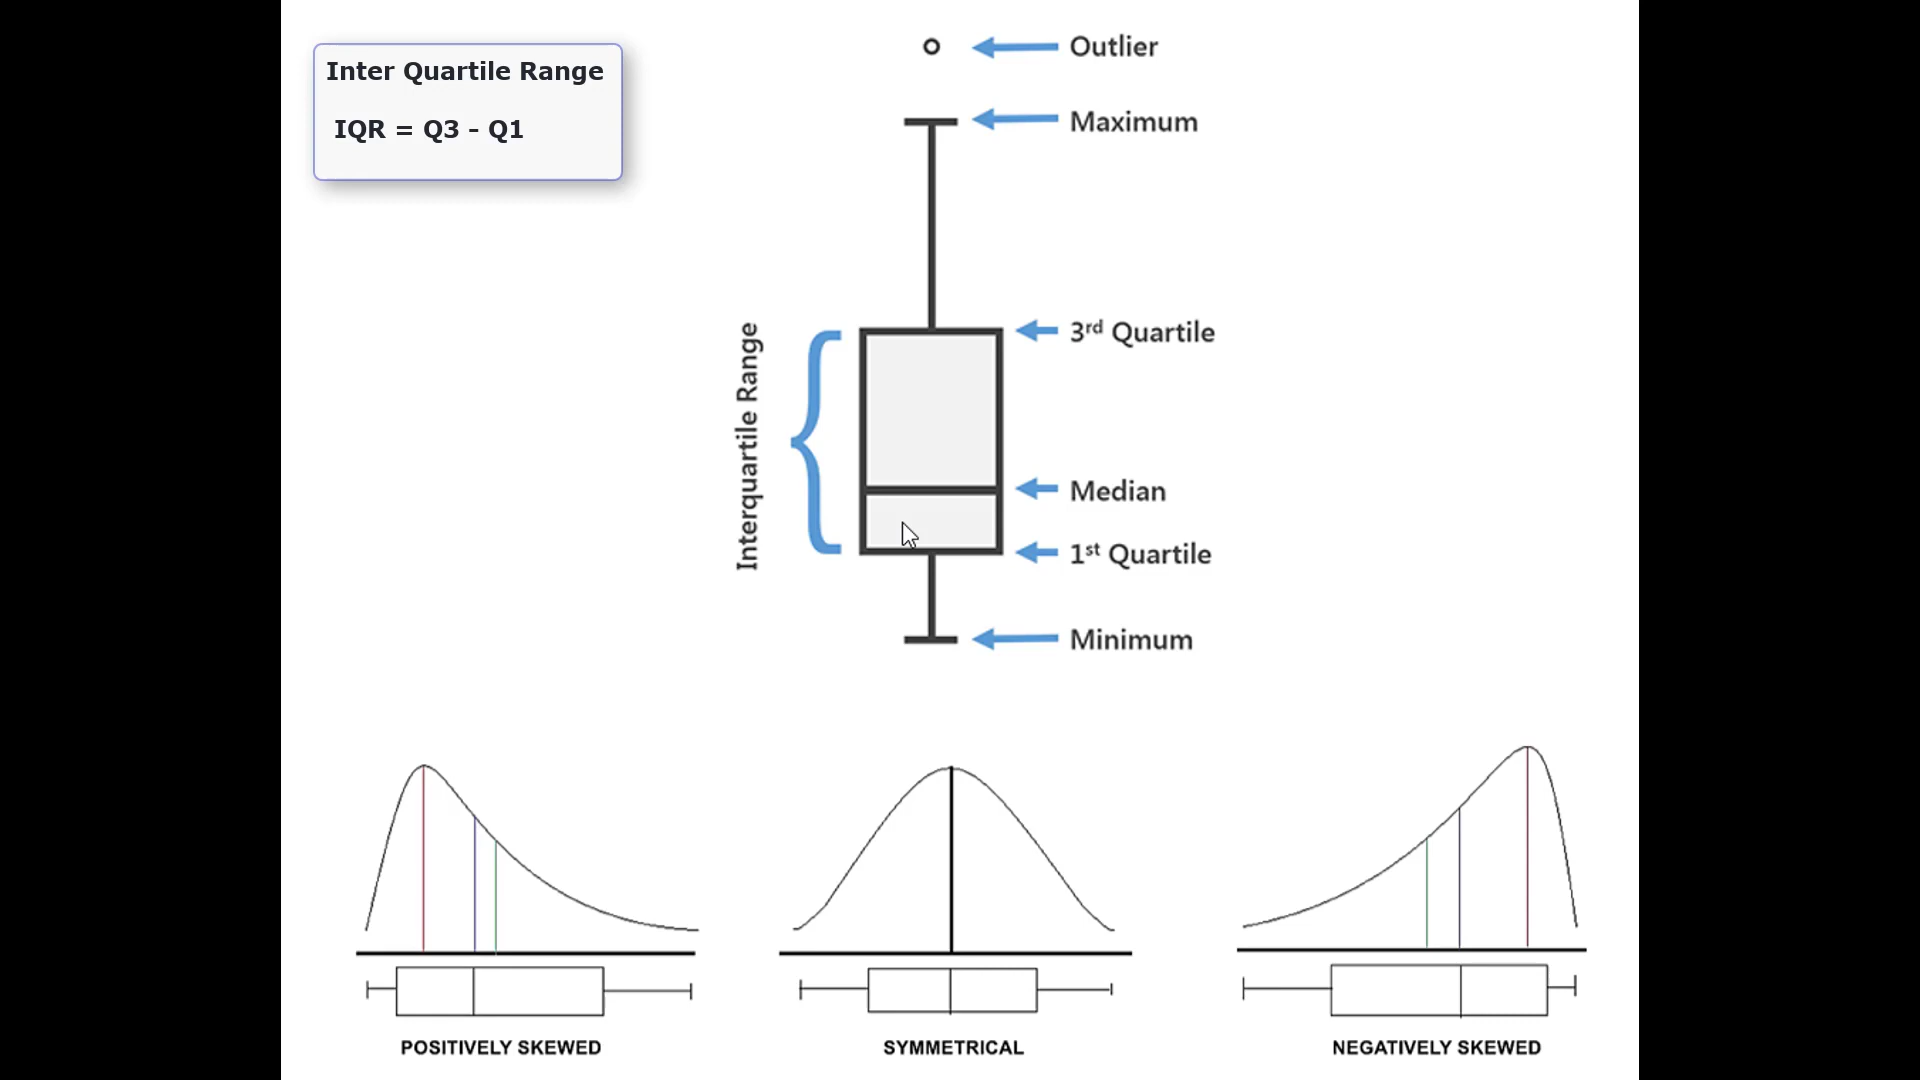 Inter Quartile Range
IQR = Q3 - Q1
Outlier
Maximum
Interquartile Range
3rd Quartile
Median
1st Quartile
Minimum
POSITIVELY SKEWED
SYMMETRICAL
NEGATIVELY SKEWED